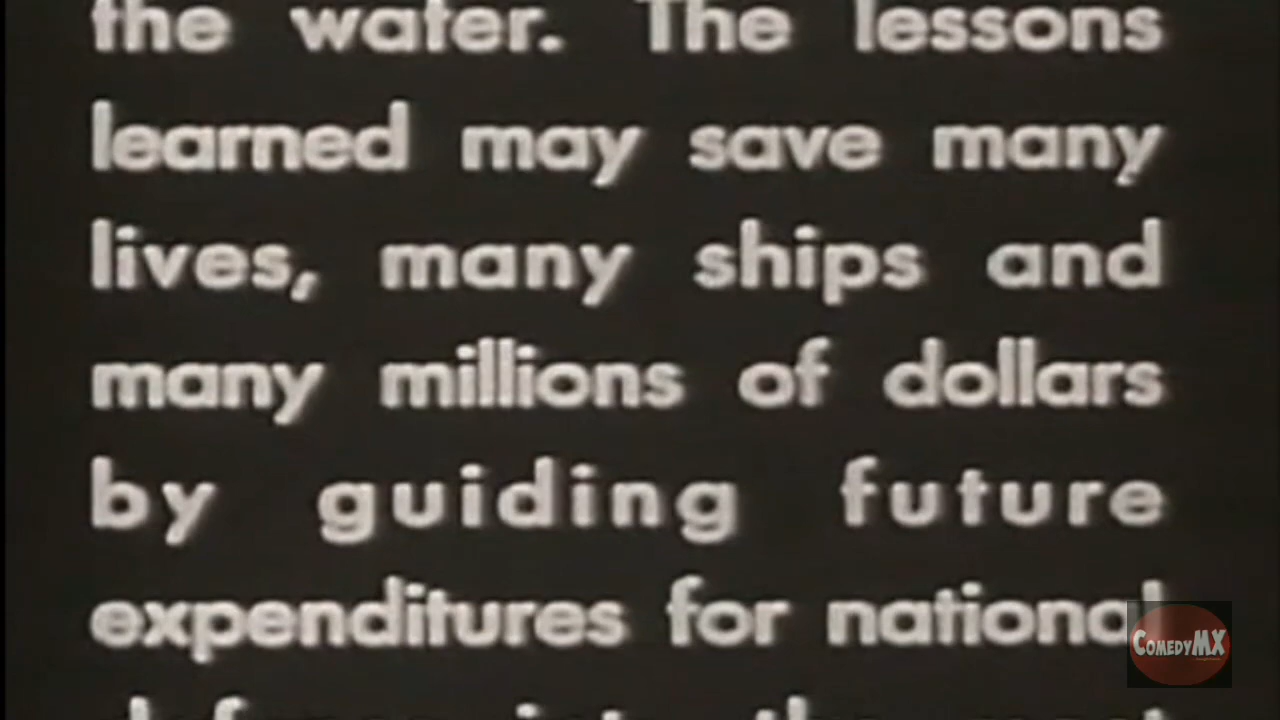 the water. The lessons
learned may save many
lives, many ships and
many millions of dollars
by guiding future
expenditures for national
COMEDYMX